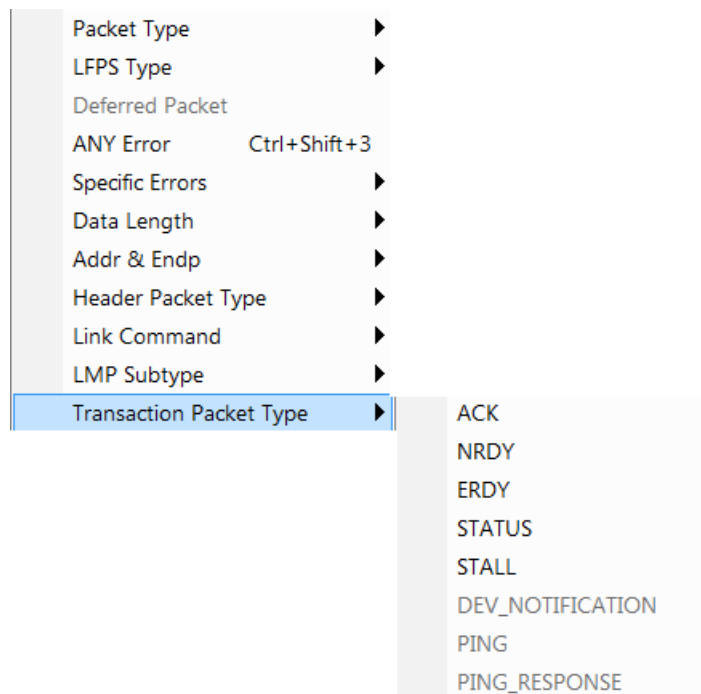 Packet Type
LFPS Type
Deferred Packet
ANY Error Ctrl+Shift+3
Specific Errors
Data Length
Addr & Endp
Header Packet Type
Link Command
LMP Subtype
Transaction Packet Type
ACK
NRDY
ERDY
STATUS
STALL
DEV_NOTIFICATION
PING
PING_RESPONSE